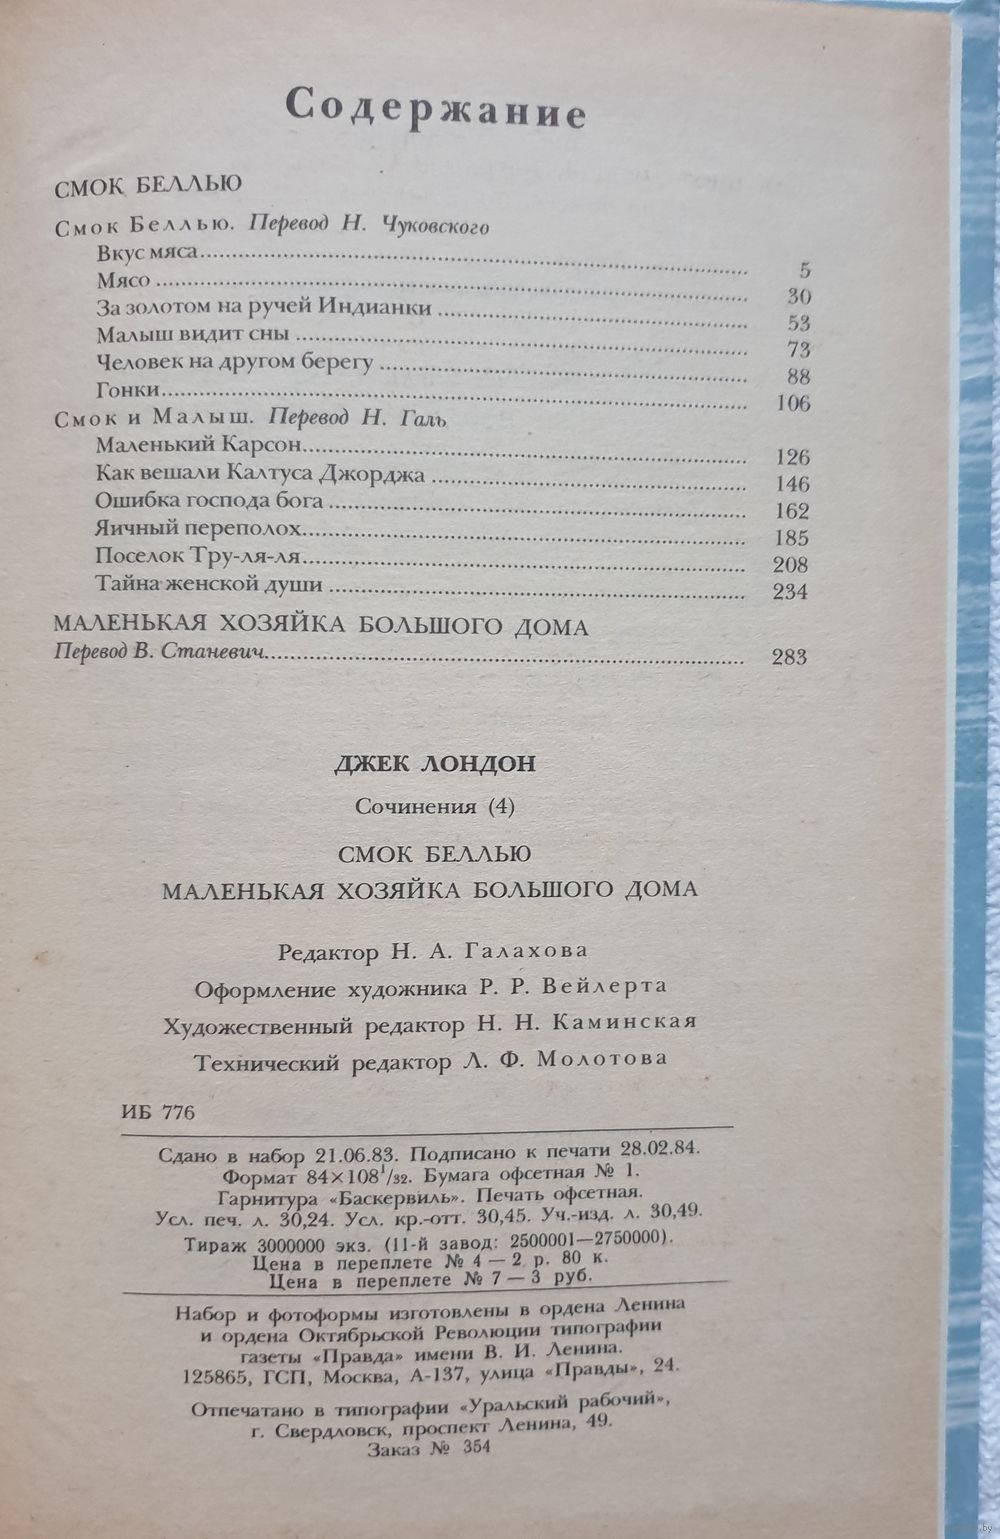 Содержание
СМОК БЕЛЛЬЮ
Смок Беллью. Перевод Н. Чуковского
Вкус мяса 5
Мясо 30
За золотом на ручей Индианки 53
Малыш видит сны 73
Человек на другом берегу 88
Гонки 106
Смок и Малыш. Перевод Н. Галь
Маленький Карсон 126
Как вешали Калтуса Джорджа 146
Ошибка господа бога 162
Яичный переполох 185
Поселок Тру-ля-ля 208
Тайна женской души 234
МАЛЕНЬКАЯ ХОЗЯЙКА БОЛЬШОГО ДОМА
Перевод В. Станевич 283
ДЖЕК ЛОНДОН
Сочинения (4)
СМОК БЕЛЛЬЮ
МАЛЕНЬКАЯ ХОЗЯЙКА БОЛЬШОГО ДОМА
Редактор Н. А. Галахова
Оформление художника Р. Р. Вейлерта
Художественный редактор Н. Н. Каминская
Технический редактор Л. Ф. Молотова
ИБ 776
Сдано в набор 21.06.83. Подписано к печати 28.02.84.
Формат 84×108 1/32. Бумага офсетная № 1.
Гарнитура «Баскервиль». Печать офсетная.
Усл. печ. л. 30,24. Усл. кр.-отт. 30,45. Уч.-изд. л. 30,49.
Тираж 3000000 экз. (11-й завод: 2500001—2750000).
Цена в переплете № 4 — 2 р. 80 к.
Цена в переплете № 7 — 3 руб.
Набор и фотоформы изготовлены в ордена Ленина
и ордена Октябрьской Революции типографии
газеты «Правда» имени В. И. Ленина.
125865, ГСП, Москва, А-137, улица «Правды», 24.
Отпечатано в типографии «Уральский рабочий»,
г. Свердловск, проспект Ленина, 49.
Заказ № 354